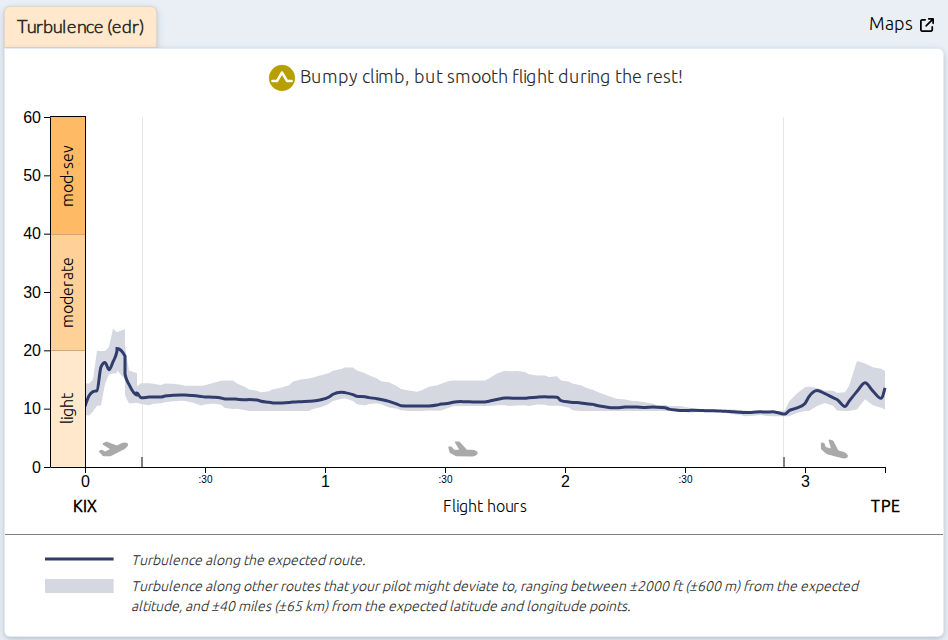 Turbulence (edr)
Maps
Bumpy climb, but smooth flight during the rest!
60
50
40
30
20
10
0
mod-sev
moderate
light
0 :30 1 :30 2 :30 3
KIX Flight hours TPE
Turbulence along the expected route.
Turbulence along other routes that your pilot might deviate to, ranging between ±2000 ft (±600 m) from the expected
altitude, and ±40 miles (±65 km) from the expected latitude and longitude points.